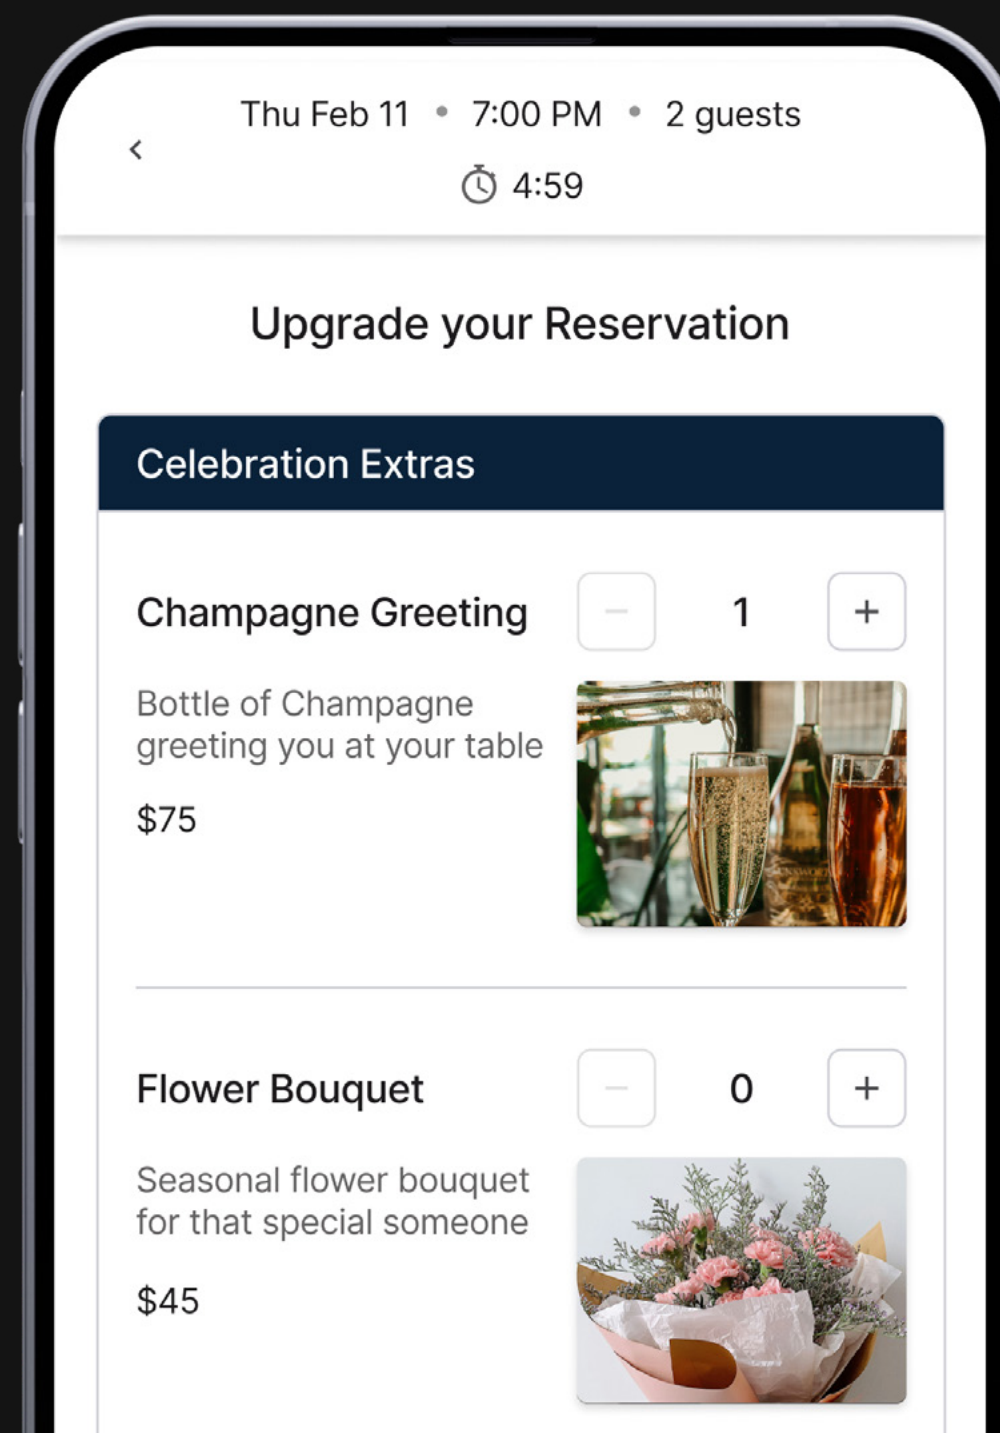 Thu Feb 11 • 7:00 PM • 2 guests
4:59
Upgrade your Reservation
Celebration Extras
Champagne Greeting − 1 +
Bottle of Champagne
greeting you at your table
$75
Flower Bouquet − 0 +
Seasonal flower bouquet
for that special someone
$45